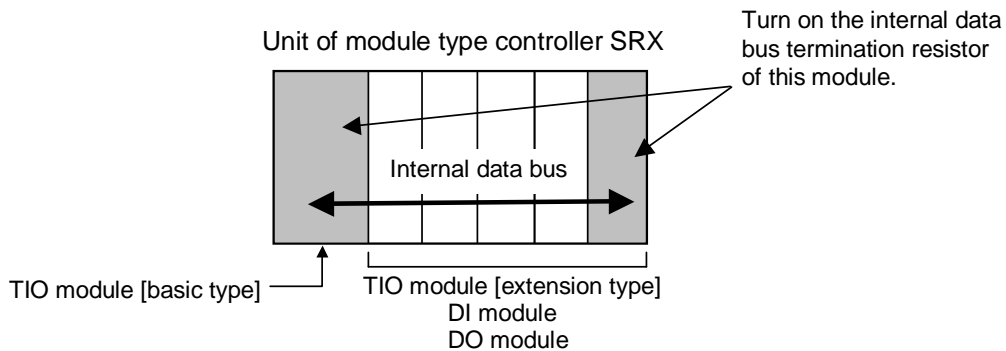 Unit of module type controller SRX
Turn on the internal data
bus termination resistor
of this module.
Internal data bus
TIO module [basic type]
TIO module [extension type]
DI module
DO module